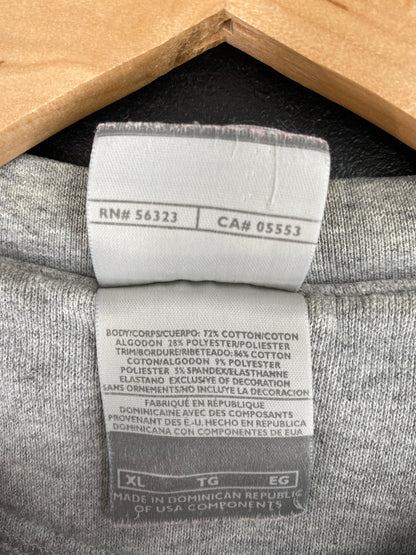 RN# 56323 | CA# 05553
BODY/CORPS/CUERPO: 72% COTTON/COTON
ALGODON 28% POLYESTER/POLIESTER
TRIM/BORDURE/RIBETEADO: 86% COTTON
COTON/ALGODON 9% POLYESTER
POLIESTER 5% SPANDEX/ELASTHANNE
ELASTANO EXCLUSIVE OF DECORATION
SANS ORNEMENTS/NO INCLUYE LA DECORACION
FABRIQUÉ EN RÉPUBLIQUE
DOMINICAINE AVEC DES COMPOSANTS
PROVENANT DES É.-U. HECHO EN REPUBLICA
DOMINICANA CON COMPONENTES DE EUA
XL TG EG
MADE IN DOMINICAN REPUBLIC
OF USA COMPONENTS